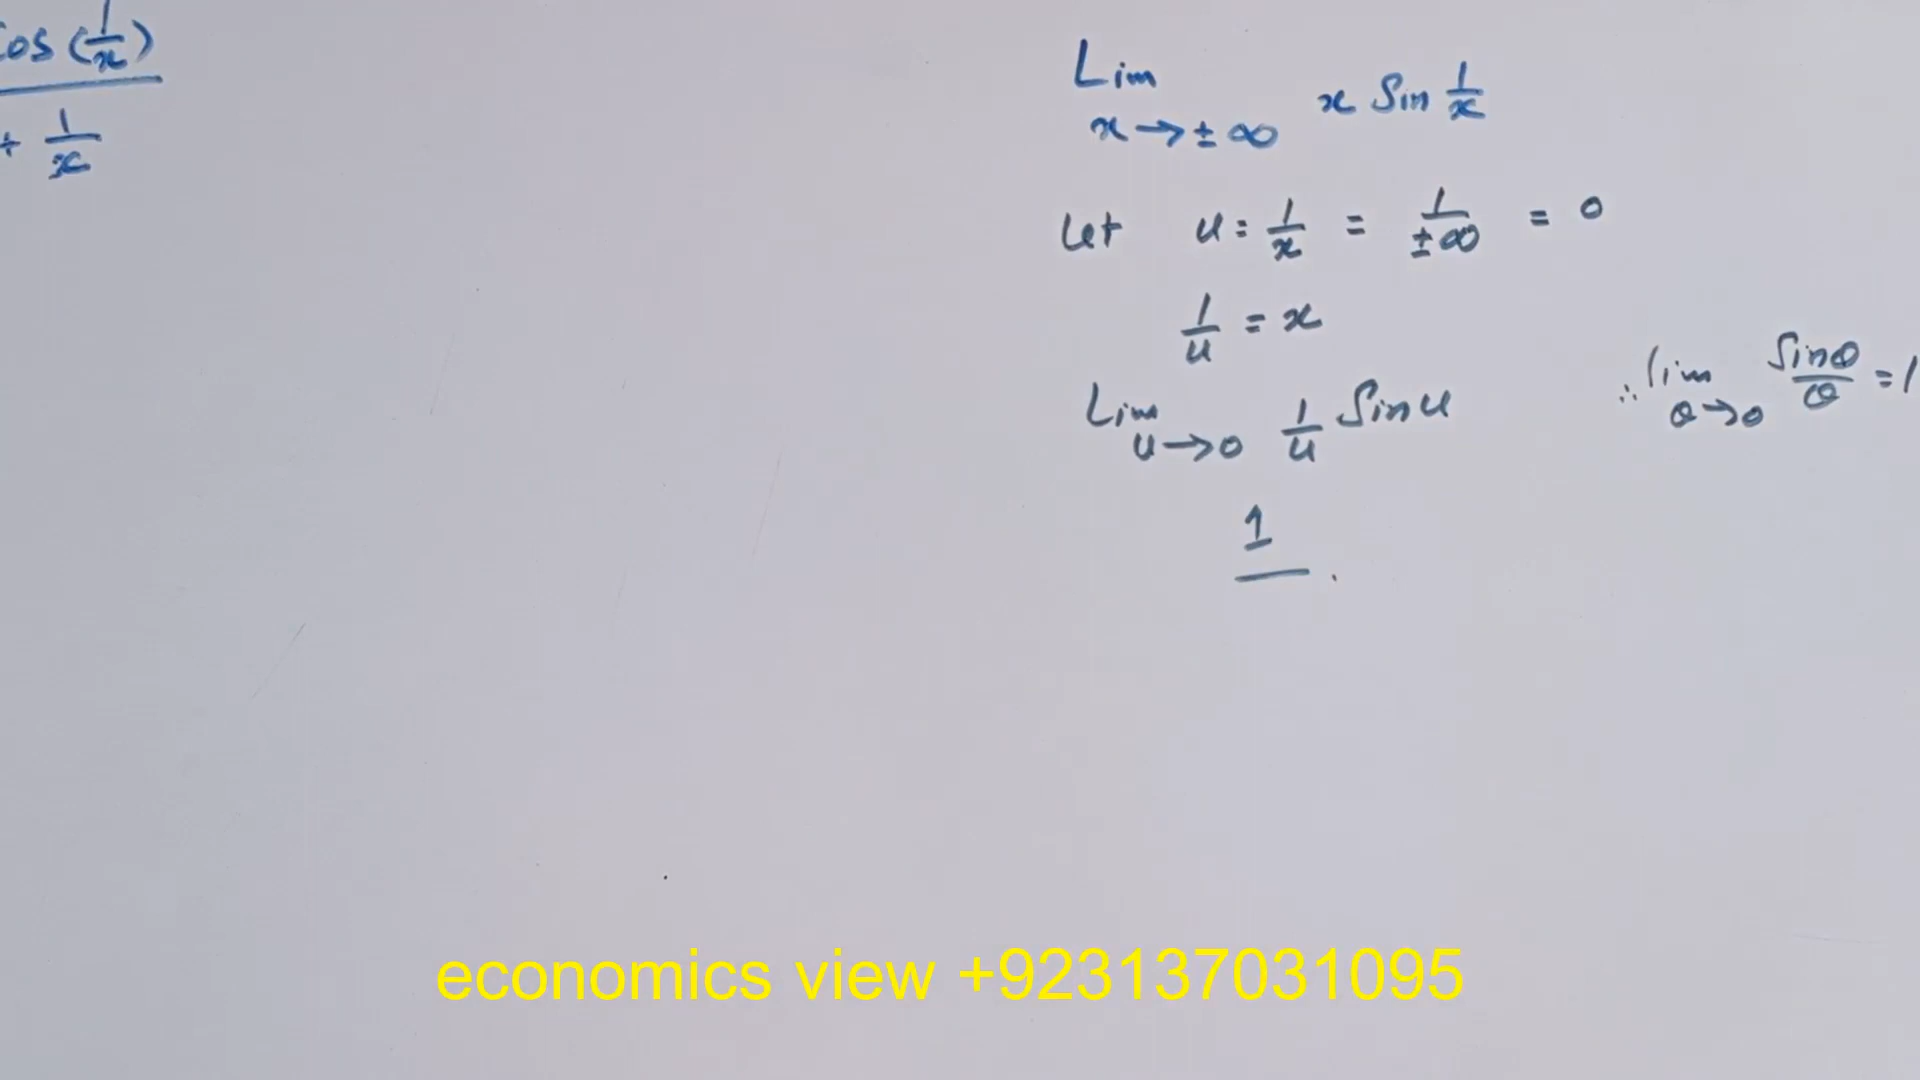 cos (1/x)
+ 1/x
Lim x→±∞ x Sin 1/x
Let u = 1/x = 1/±∞ = 0
1/u = x
Lim u→0 1/u Sin u
∴ lim θ→0 Sinθ/θ = 1
1
economics view +923137031095